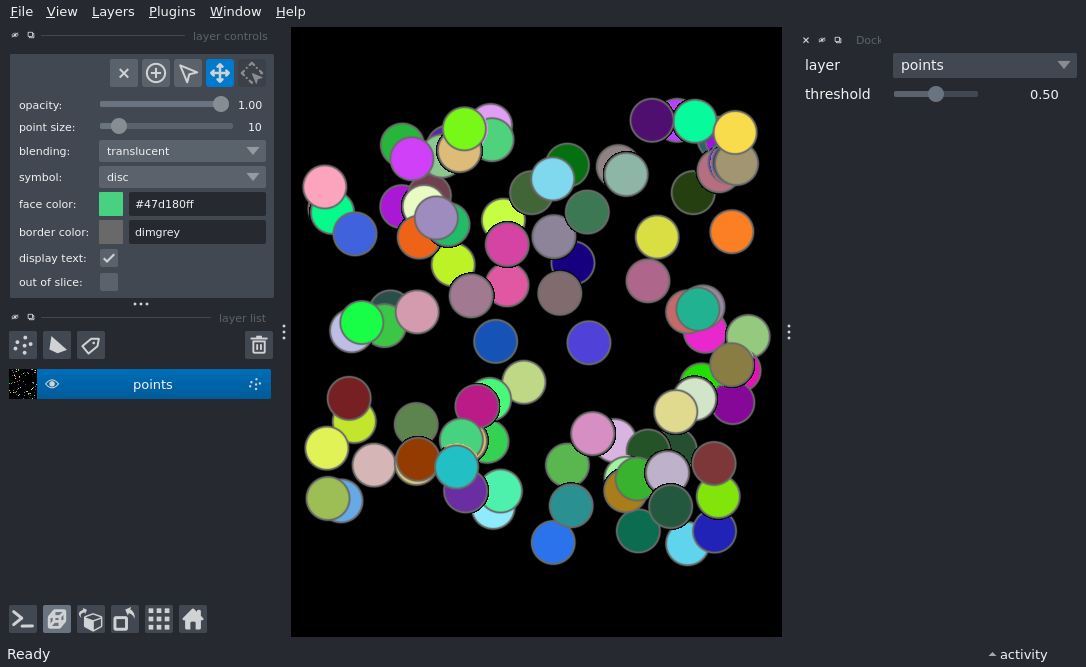 File View Layers Plugins Window Help
layer controls
opacity: 1.00
point size: 10
blending: translucent
symbol: disc
face color: #47d180ff
border color: dimgrey
display text:
out of slice:
layer list
points
Dock
layer points
threshold 0.50
Ready
activity